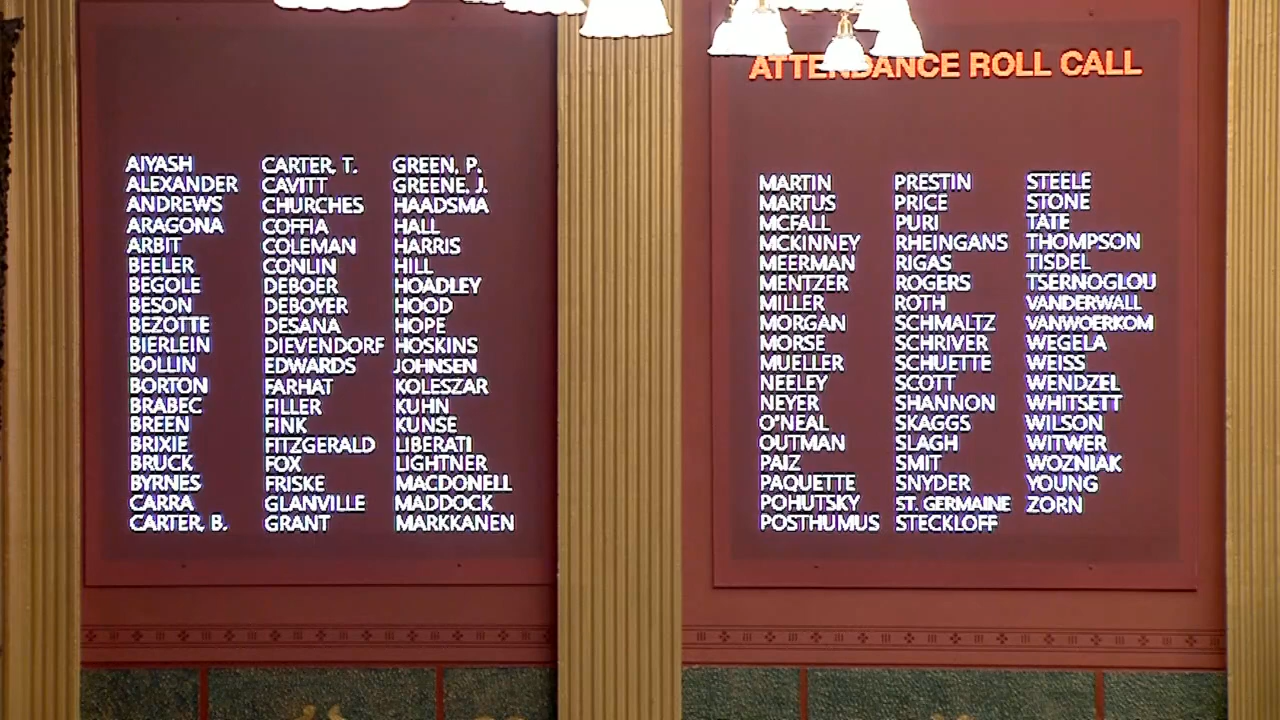 ATTENDANCE ROLL CALL
AIYASH
ALEXANDER
ANDREWS
ARAGONA
ARBIT
BEELER
BEGOLE
BESON
BEZOTTE
BIERLEIN
BOLLIN
BORTON
BRABEC
BREEN
BRIXIE
BRUCK
BYRNES
CARRA
CARTER, B.
CARTER, T.
CAVITT
CHURCHES
COFFIA
COLEMAN
CONLIN
DEBOER
DEBOYER
DESANA
DIEVENDORF
EDWARDS
FARHAT
FILLER
FINK
FITZGERALD
FOX
FRISKE
GLANVILLE
GRANT
GREEN, P.
GREENE, J.
HAADSMA
HALL
HARRIS
HILL
HOADLEY
HOOD
HOPE
HOSKINS
JOHNSEN
KOLESZAR
KUHN
KUNSE
LIBERATI
LIGHTNER
MACDONELL
MADDOCK
MARKKANEN
MARTIN
MARTUS
MCFALL
MCKINNEY
MEERMAN
MENTZER
MILLER
MORGAN
MORSE
MUELLER
NEELEY
NEYER
O'NEAL
OUTMAN
PAIZ
PAQUETTE
POHUTSKY
POSTHUMUS
PRESTIN
PRICE
PURI
RHEINGANS
RIGAS
ROGERS
ROTH
SCHMALTZ
SCHRIVER
SCHUETTE
SCOTT
SHANNON
SKAGGS
SLAGH
SMIT
SNYDER
ST. GERMAINE
STECKLOFF
STEELE
STONE
TATE
THOMPSON
TISDEL
TSERNOGLOU
VANDERWALL
VANWOERKOM
WEGELA
WEISS
WENDZEL
WHITSETT
WILSON
WITWER
WOZNIAK
YOUNG
ZORN